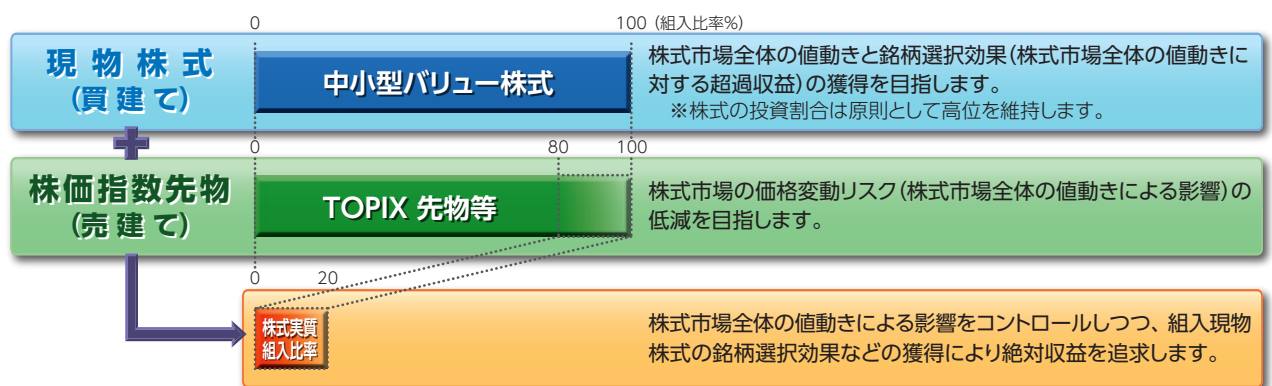 0
100 (組入比率%)
現物株式
(買建て)
中小型バリュー株式
株式市場全体の値動きと銘柄選択効果(株式市場全体の値動きに
対する超過収益)の獲得を目指します。
※株式の投資割合は原則として高位を維持します。
0
80
100
株価指数先物
(売建て)
TOPIX 先物等
株式市場の価格変動リスク(株式市場全体の値動きによる影響)の
低減を目指します。
0
20
株式実質
組入比率
株式市場全体の値動きによる影響をコントロールしつつ、組入現物
株式の銘柄選択効果などの獲得により絶対収益を追求します。